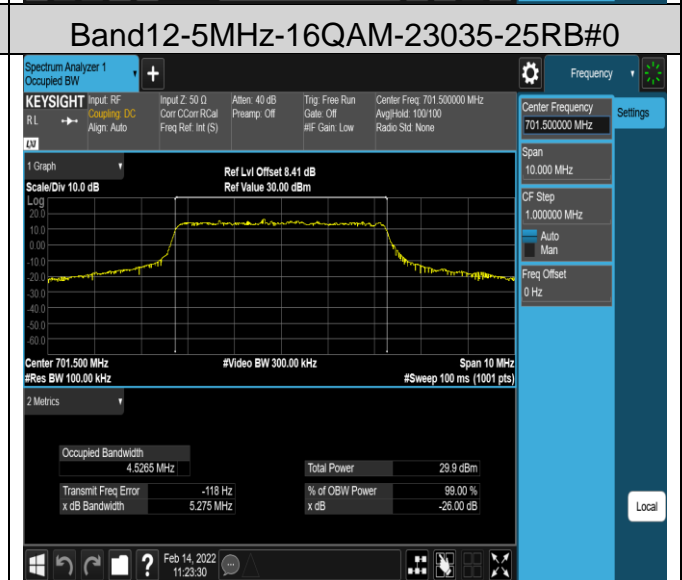 Band12-5MHz-16QAM-23035-25RB#0
Spectrum Analyzer 1
Occupied BW
+
Frequency
KEYSIGHT
RL
Input: RF
Coupling: DC
Align: Auto
Input Z: 50 Ω
Corr CCorr RCal
Freq Ref: Int (S)
Atten: 40 dB
Preamp: Off
Trig: Free Run
Gate: Off
#IF Gain: Low
Center Freq: 701.500000 MHz
Avg|Hold: 100/100
Radio Std: None
LXI
Center Frequency
701.500000 MHz
Settings
Span
10.000 MHz
CF Step
1.000000 MHz
Auto
Man
Freq Offset
0 Hz
1 Graph
Scale/Div 10.0 dB
Ref Lvl Offset 8.41 dB
Ref Value 30.00 dBm
Log
20.0
10.0
0.00
-10.0
-20.0
-30.0
-40.0
-50.0
-60.0
Center 701.500 MHz
#Res BW 100.00 kHz
#Video BW 300.00 kHz
Span 10 MHz
#Sweep 100 ms (1001 pts)
2 Metrics
Occupied Bandwidth
4.5265 MHz
Total Power 29.9 dBm
Transmit Freq Error -118 Hz
% of OBW Power 99.00 %
x dB Bandwidth 5.275 MHz
x dB -26.00 dB
Local
?
Feb 14, 2022
11:23:30